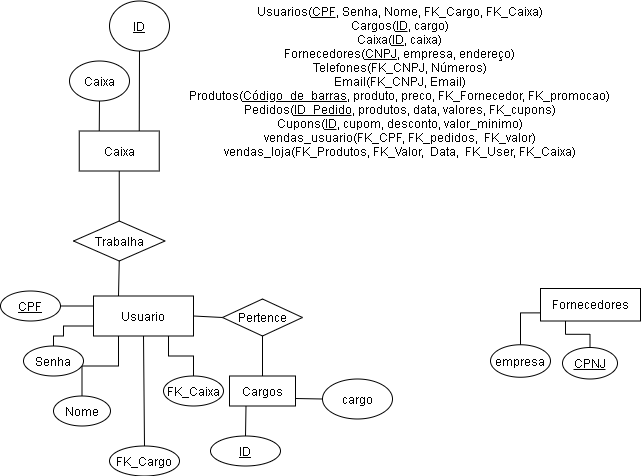 ID
Caixa
Caixa
Trabalha
Usuarios(CPF, Senha, Nome, FK_Cargo, FK_Caixa)
Cargos(ID, cargo)
Caixa(ID, caixa)
Fornecedores(CNPJ, empresa, endereço)
Telefones(FK_CNPJ, Números)
Email(FK_CNPJ, Email)
Produtos(Código_de_barras, produto, preco, FK_Fornecedor, FK_promocao)
Pedidos(ID_Pedido, produtos, data, valores, FK_cupons)
Cupons(ID, cupom, desconto, valor_minimo)
vendas_usuario(FK_CPF, FK_pedidos, FK_valor)
vendas_loja(FK_Produtos, FK_Valor, Data, FK_User, FK_Caixa)
CPF
Usuario
Pertence
Senha
Nome
FK_Caixa
FK_Cargo
Cargos
cargo
ID
Fornecedores
empresa
CPNJ